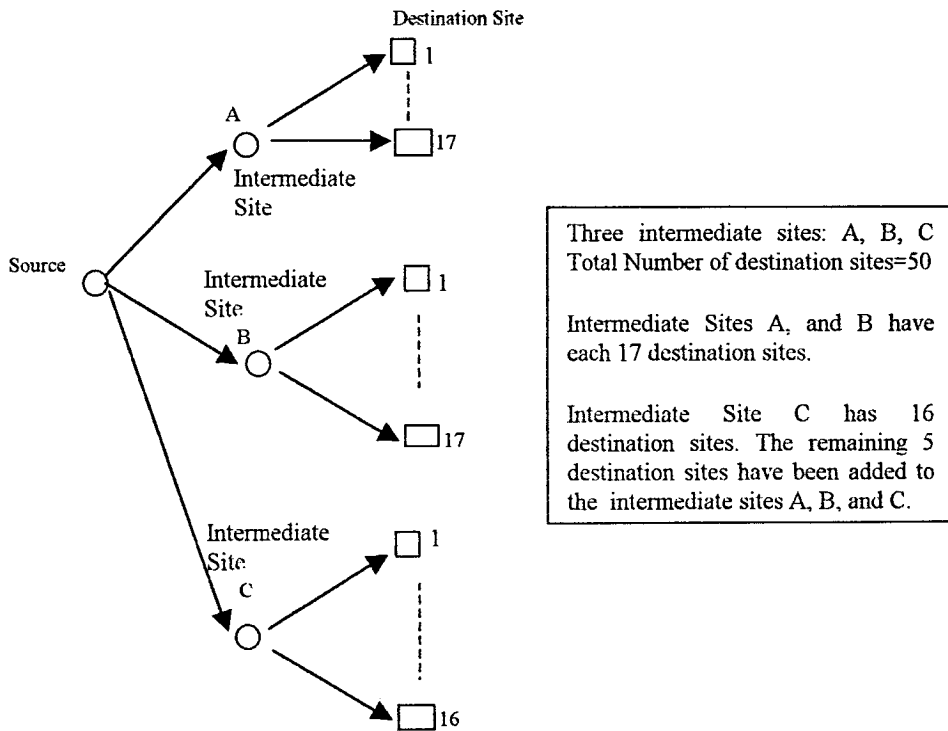 Destination Site
1
A
17
Intermediate
Site
Source
Intermediate
Site
1
B
17
Intermediate
Site
1
C
16
Three intermediate sites: A, B, C
Total Number of destination sites=50
Intermediate Sites A, and B have
each 17 destination sites.
Intermediate Site C has 16
destination sites. The remaining 5
destination sites have been added to
the intermediate sites A, B, and C.